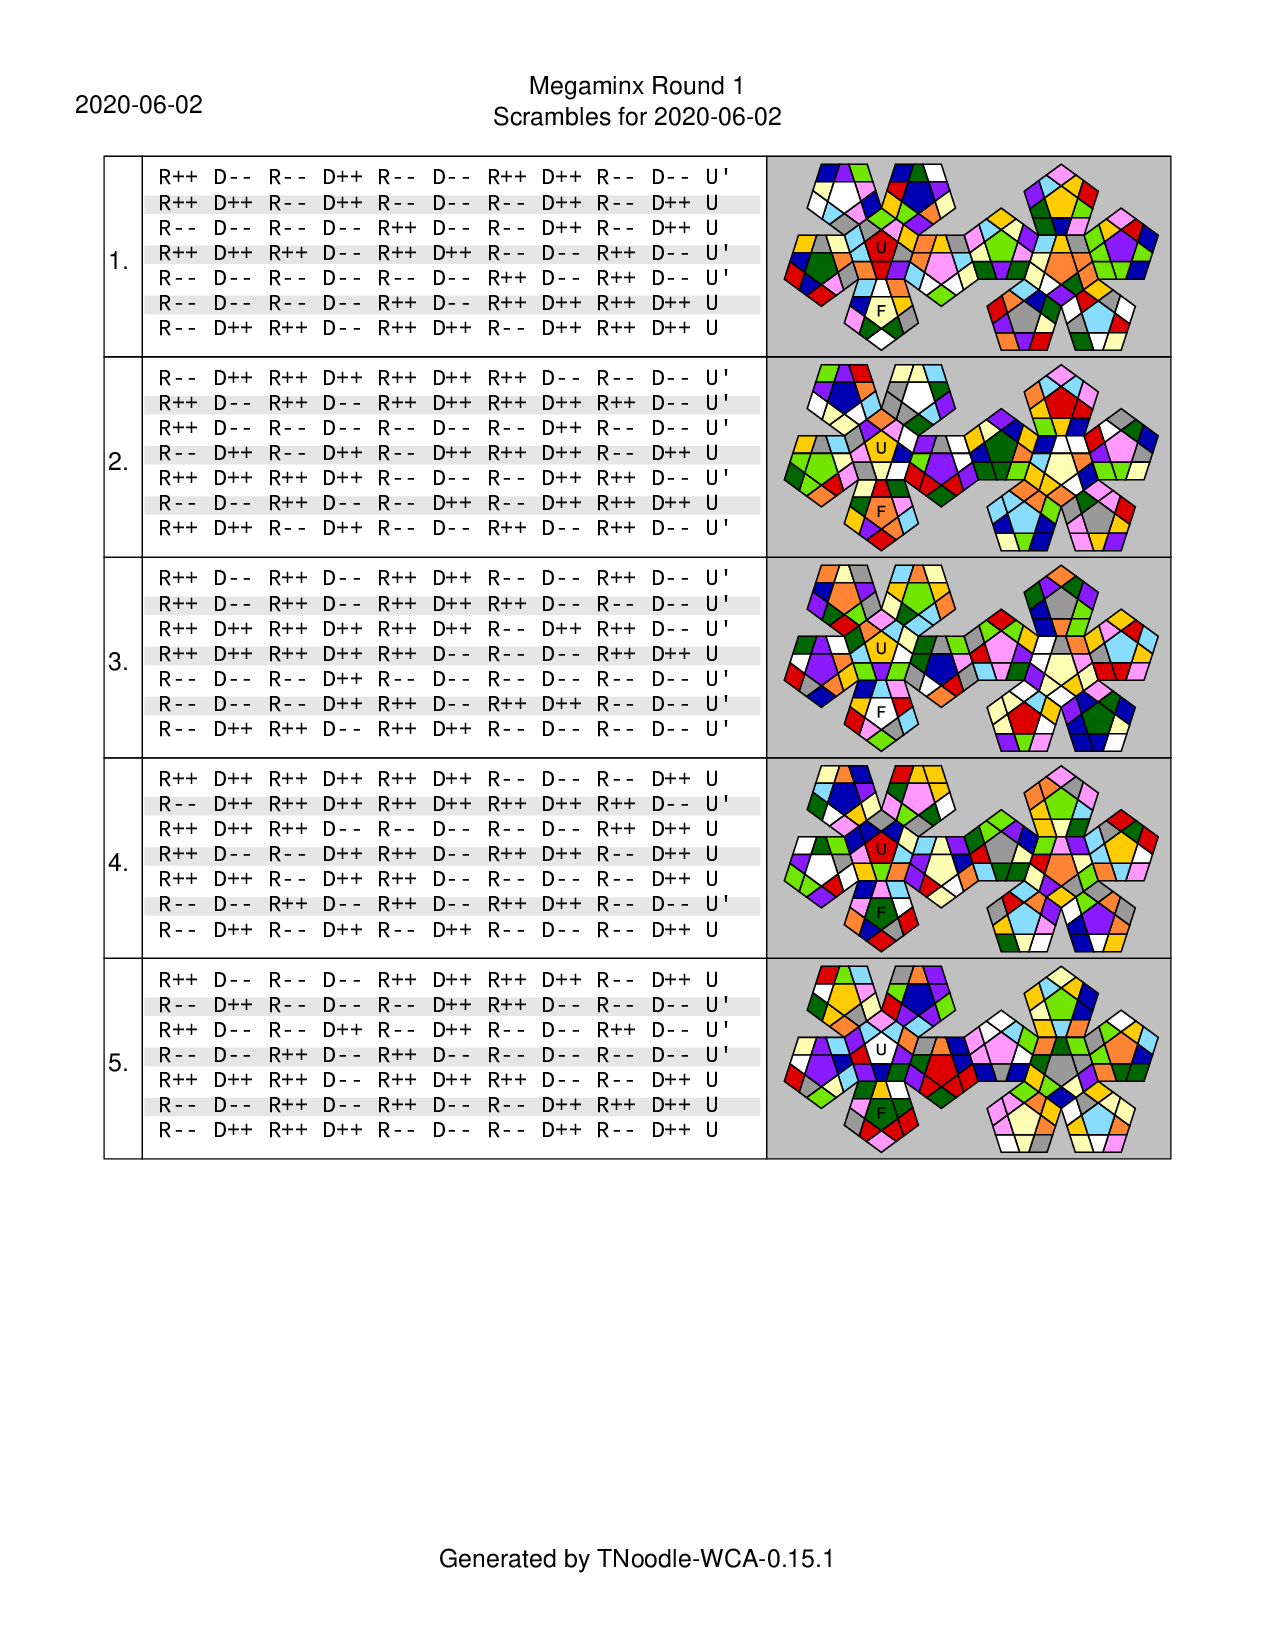 Megaminx Round 1
2020-06-02
Scrambles for 2020-06-02
1.
R++ D-- R-- D++ R-- D-- R++ D++ R-- D-- U'
R++ D++ R-- D++ R-- D-- R-- D++ R-- D++ U
R-- D-- R-- D-- R++ D-- R-- D++ R-- D++ U
R++ D++ R++ D-- R++ D++ R-- D-- R++ D-- U'
R-- D-- R-- D-- R-- D-- R++ D-- R++ D-- U'
R-- D-- R-- D-- R++ D-- R++ D++ R++ D++ U
R-- D++ R++ D-- R++ D++ R-- D++ R++ D++ U
U
F
2.
R-- D++ R++ D++ R++ D++ R++ D-- R-- D-- U'
R++ D-- R++ D-- R++ D++ R++ D++ R++ D-- U'
R++ D-- R-- D-- R-- D-- R-- D++ R-- D-- U'
R-- D++ R-- D++ R-- D++ R++ D++ R-- D++ U
R++ D++ R++ D++ R-- D-- R-- D++ R++ D-- U'
R-- D-- R++ D-- R-- D++ R-- D++ R++ D++ U
R++ D++ R-- D++ R-- D-- R++ D-- R++ D-- U'
U
F
3.
R++ D-- R++ D-- R++ D++ R-- D-- R++ D-- U'
R++ D-- R++ D-- R++ D++ R++ D-- R-- D-- U'
R++ D++ R++ D++ R++ D++ R-- D++ R++ D-- U'
R++ D++ R++ D++ R++ D-- R-- D-- R++ D++ U
R-- D-- R-- D++ R-- D-- R-- D-- R-- D-- U'
R-- D-- R-- D++ R++ D-- R++ D++ R-- D-- U'
R-- D++ R++ D-- R++ D++ R-- D-- R-- D-- U'
U
F
4.
R++ D++ R++ D++ R++ D++ R-- D-- R-- D++ U
R-- D++ R++ D++ R++ D++ R++ D++ R++ D-- U'
R++ D++ R++ D-- R-- D-- R-- D-- R++ D++ U
R++ D-- R-- D++ R++ D-- R++ D++ R-- D++ U
R++ D++ R-- D++ R++ D-- R-- D-- R-- D++ U
R-- D-- R++ D-- R++ D-- R++ D++ R-- D-- U'
R-- D++ R-- D++ R-- D++ R-- D-- R-- D++ U
U
F
5.
R++ D-- R-- D-- R++ D++ R++ D++ R-- D++ U
R-- D++ R-- D-- R-- D++ R++ D-- R-- D-- U'
R++ D-- R-- D++ R-- D++ R-- D-- R++ D-- U'
R-- D-- R++ D-- R++ D-- R-- D-- R-- D-- U'
R++ D++ R++ D-- R++ D++ R++ D-- R-- D++ U
R-- D-- R++ D-- R++ D-- R-- D++ R++ D++ U
R-- D++ R++ D++ R-- D-- R-- D++ R-- D++ U
U
F
Generated by TNoodle-WCA-0.15.1